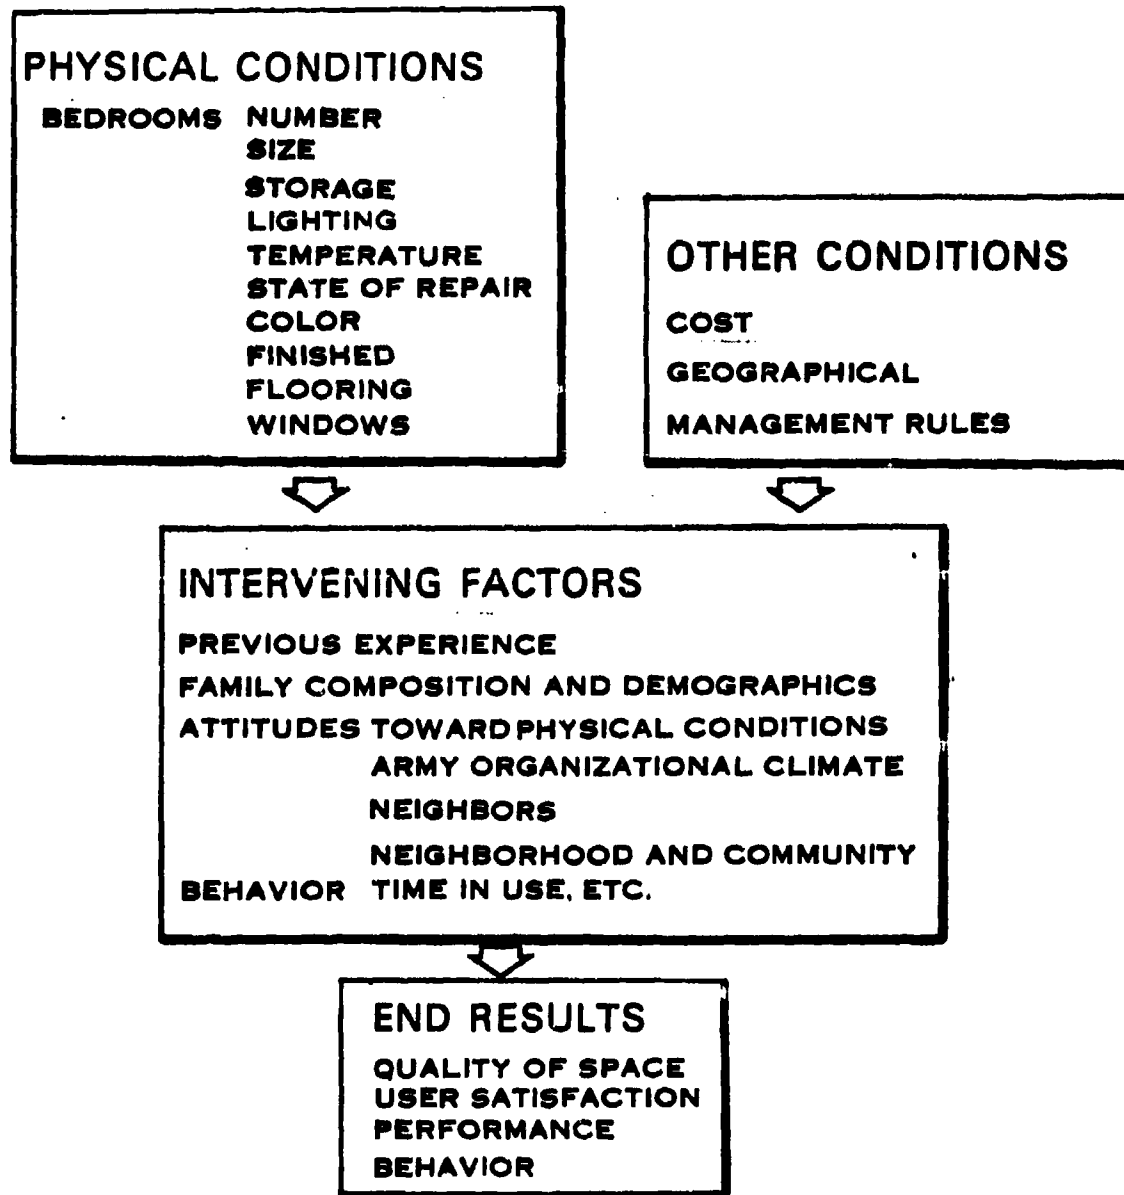 PHYSICAL CONDITIONS
BEDROOMS NUMBER
SIZE
STORAGE
LIGHTING
TEMPERATURE
STATE OF REPAIR
COLOR
FINISHED
FLOORING
WINDOWS
OTHER CONDITIONS
COST
GEOGRAPHICAL
MANAGEMENT RULES
INTERVENING FACTORS
PREVIOUS EXPERIENCE
FAMILY COMPOSITION AND DEMOGRAPHICS
ATTITUDES TOWARD PHYSICAL CONDITIONS
ARMY ORGANIZATIONAL CLIMATE
NEIGHBORS
NEIGHBORHOOD AND COMMUNITY
BEHAVIOR TIME IN USE, ETC.
END RESULTS
QUALITY OF SPACE
USER SATISFACTION
PERFORMANCE
BEHAVIOR